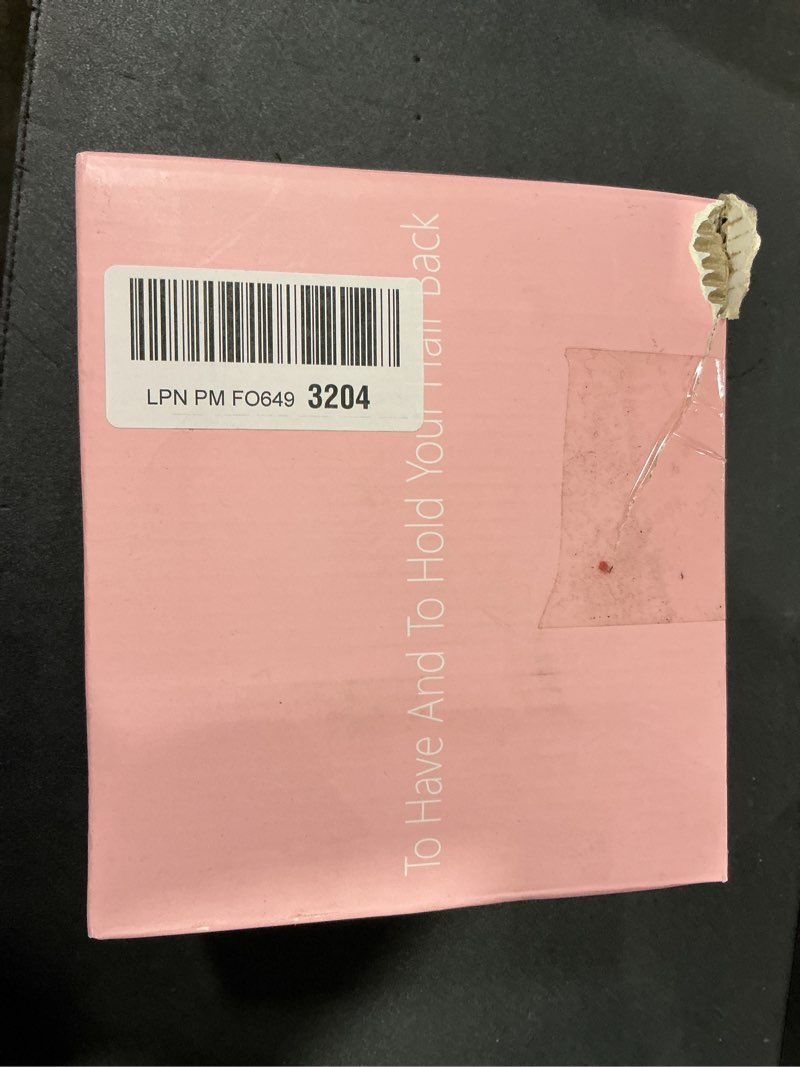 LPN PM FO649 3204
To Have And To Hold Your Hair Back